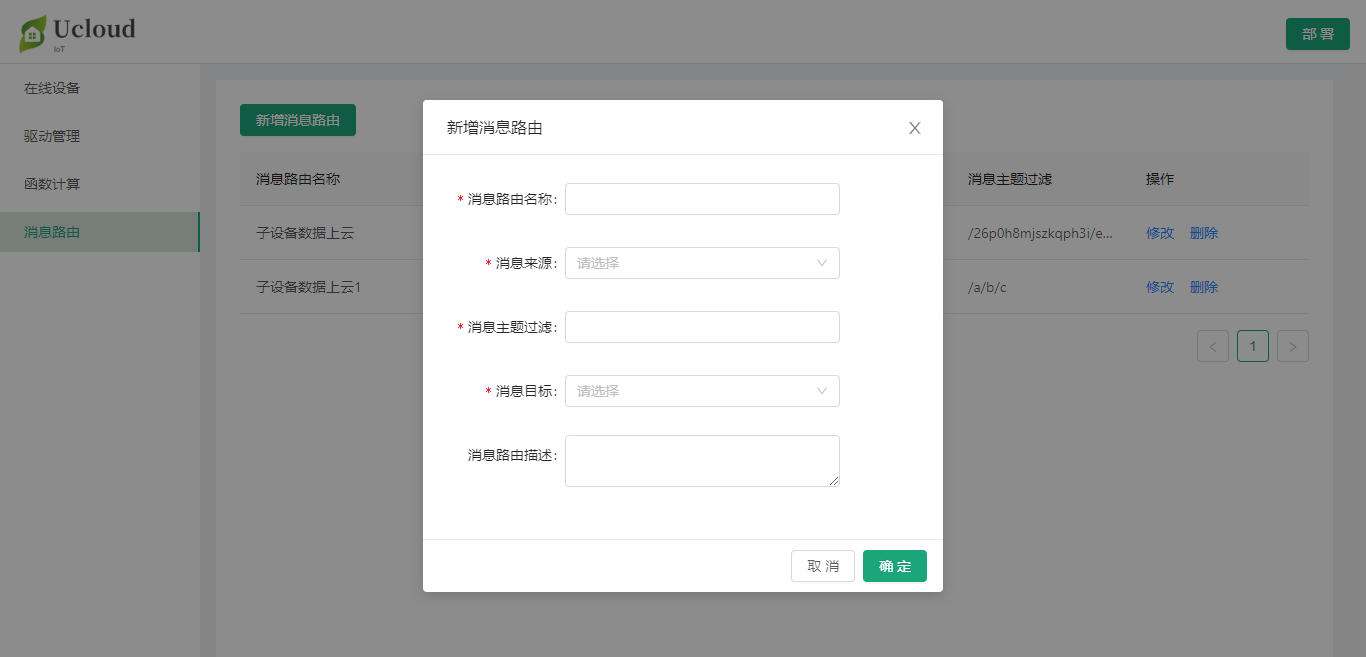 Ucloud
IoT
部 署
在线设备
驱动管理
函数计算
消息路由
新增消息路由
消息路由名称
消息主题过滤
操作
子设备数据上云
/26p0h8mjszkqph3i/e...
修改
删除
子设备数据上云1
/a/b/c
修改
删除
1
新增消息路由
* 消息路由名称:
* 消息来源:
请选择
* 消息主题过滤:
* 消息目标:
请选择
消息路由描述:
取 消
确 定